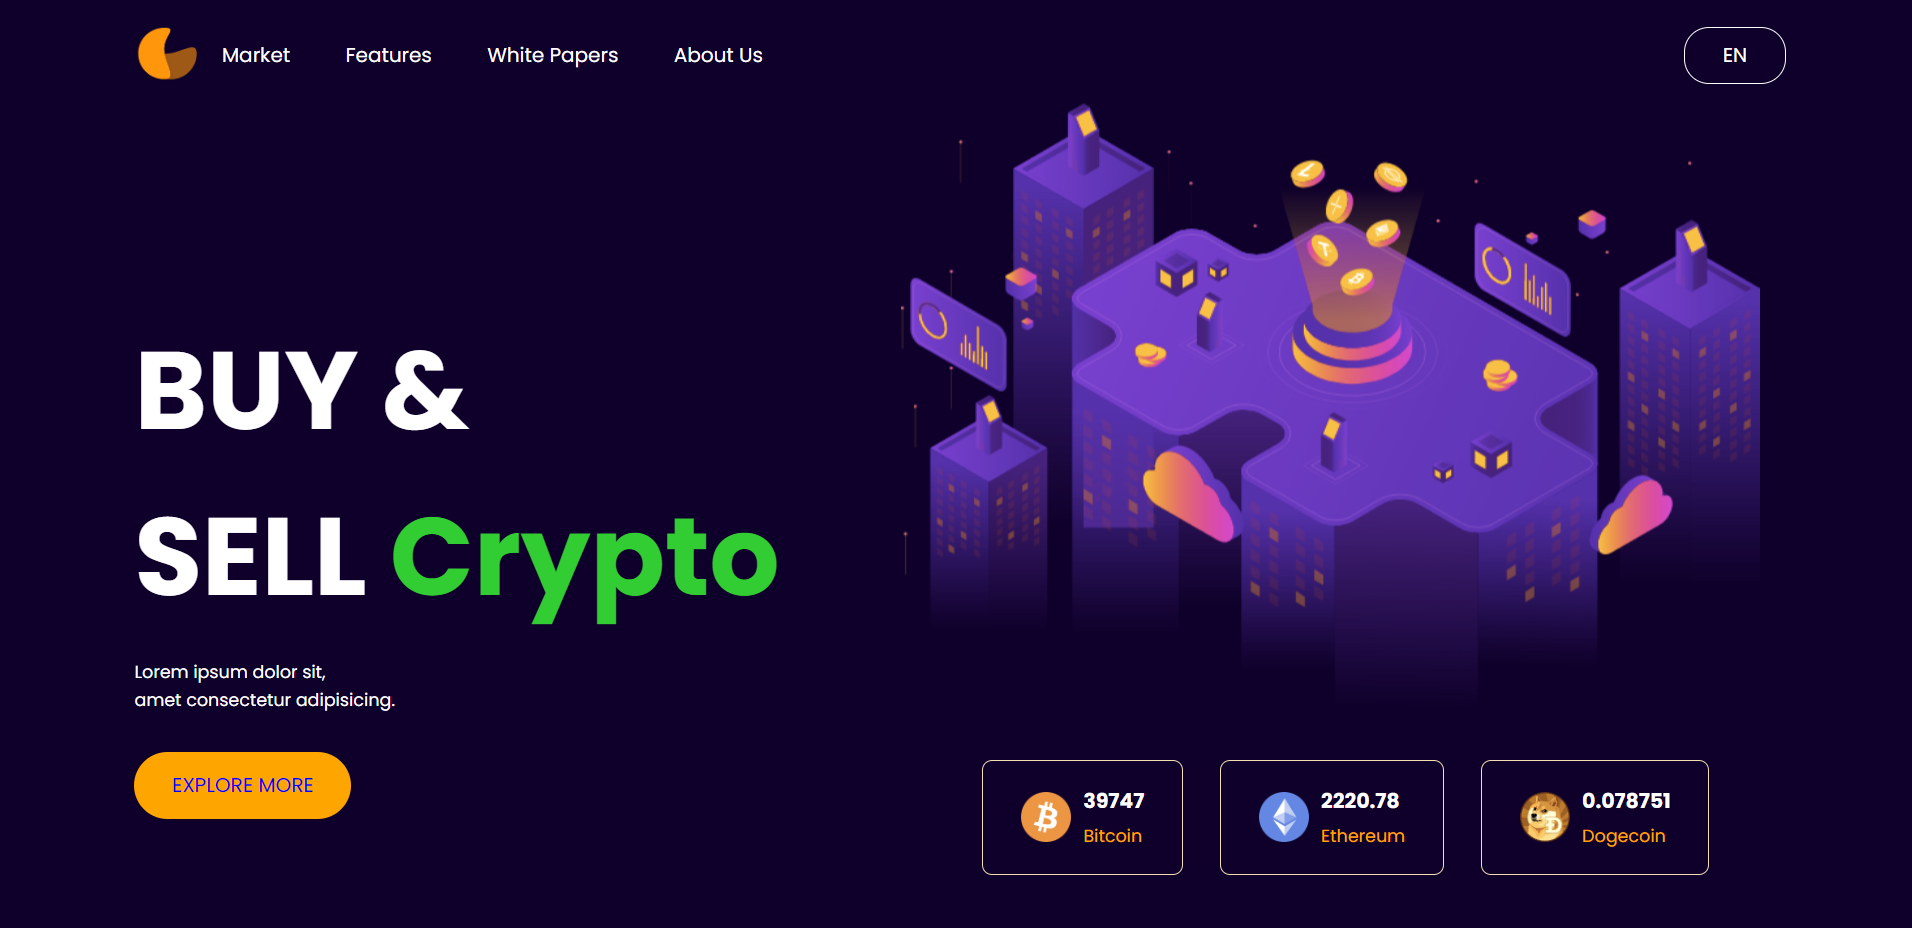 Market
Features
White Papers
About Us
EN
BUY &
SELL Crypto
Lorem ipsum dolor sit,
amet consectetur adipisicing.
EXPLORE MORE
39747
Bitcoin
2220.78
Ethereum
0.078751
Dogecoin